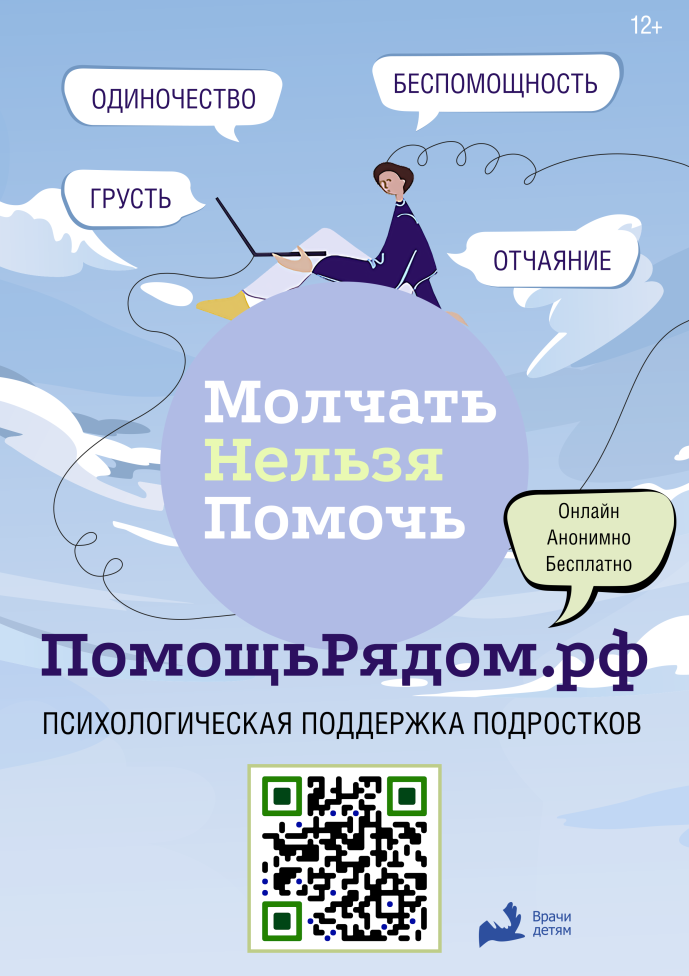 12+
ОДИНОЧЕСТВО
БЕСПОМОЩНОСТЬ
ГРУСТЬ
ОТЧАЯНИЕ
Молчать
Нельзя
Помочь
Онлайн
Анонимно
Бесплатно
ПомощьРядом.рф
ПСИХОЛОГИЧЕСКАЯ ПОДДЕРЖКА ПОДРОСТКОВ
Врачи
детям